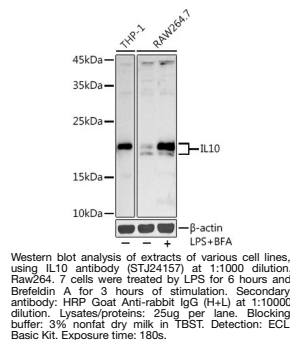 THP-1
RAW264.7
45kDa
35kDa
25kDa
IL10
15kDa
10kDa
β-actin
− − + LPS+BFA
Western blot analysis of extracts of various cell lines,
using IL10 antibody (STJ24157) at 1:1000 dilution.
Raw264. 7 cells were treated by LPS for 6 hours and
Brefeldin A for 3 hours of stimulation. Secondary
antibody: HRP Goat Anti-rabbit IgG (H+L) at 1:10000
dilution. Lysates/proteins: 25ug per lane. Blocking
buffer: 3% nonfat dry milk in TBST. Detection: ECL
Basic Kit. Exposure time: 180s.